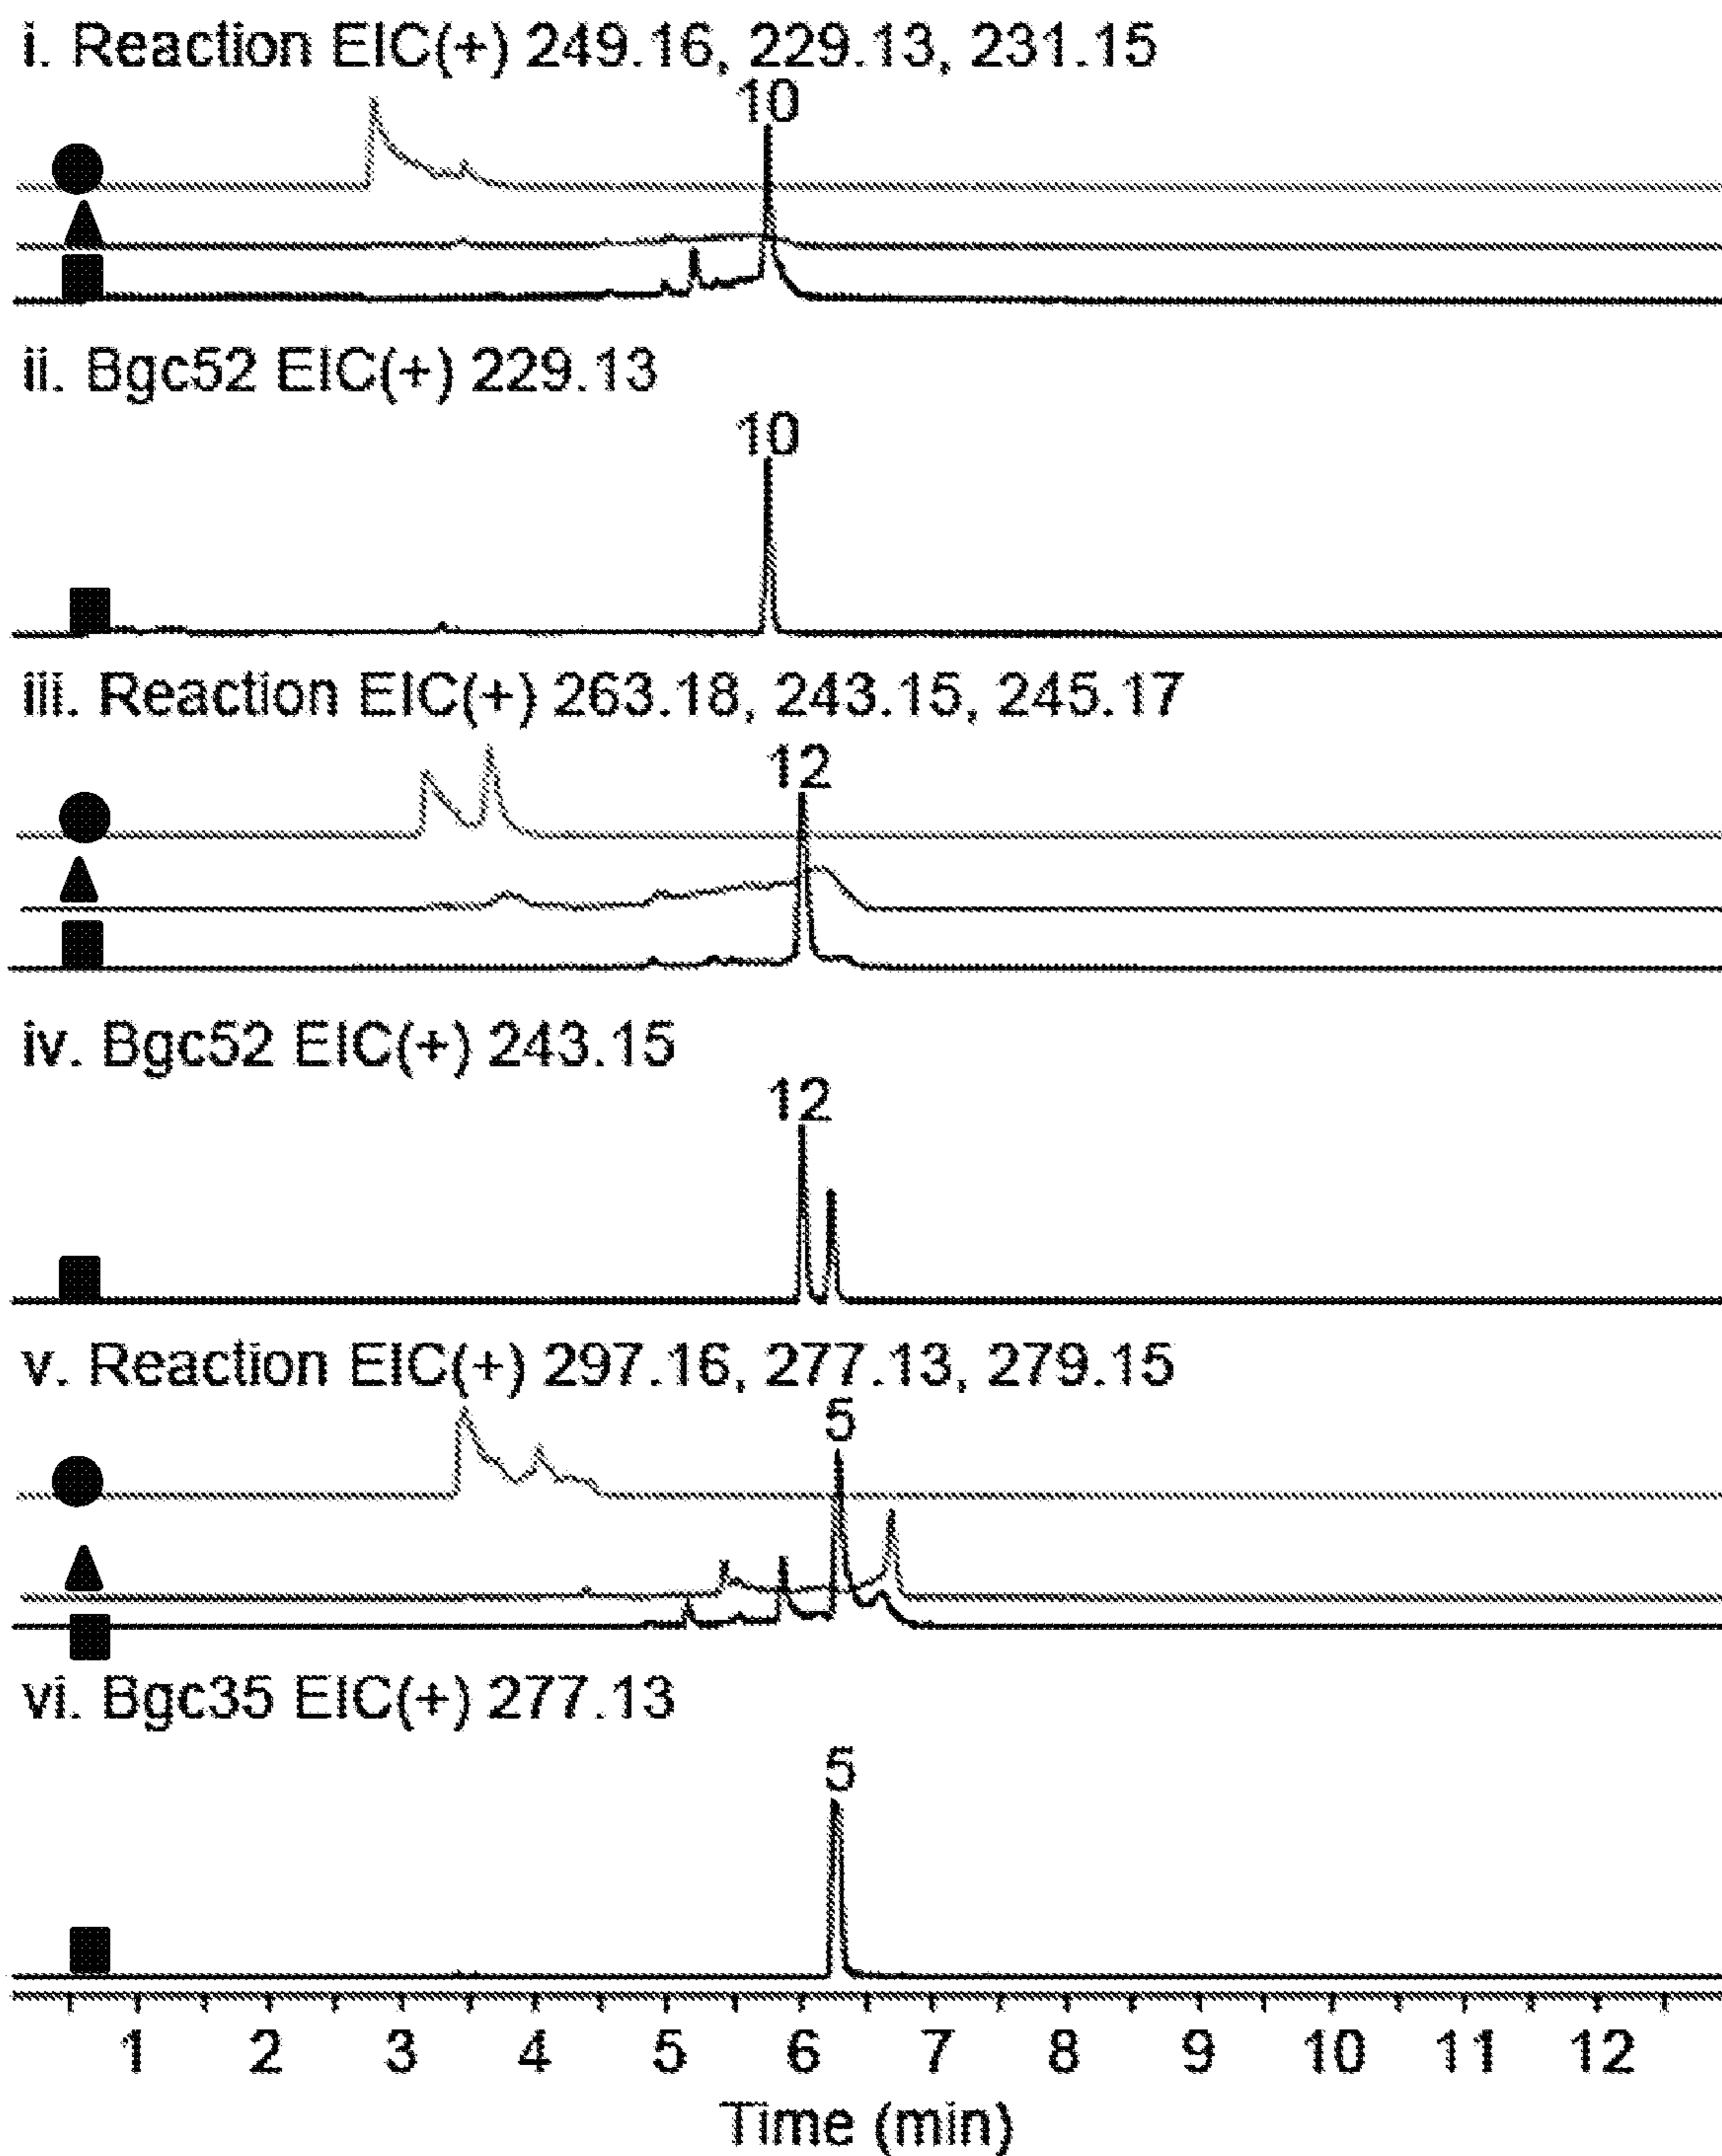 i. Reaction EIC(+) 249.16, 229.13, 231.15
10
ii. Bgc52 EIC(+) 229.13
10
iii. Reaction EIC(+) 263.18, 243.15, 245.17
12
iv. Bgc52 EIC(+) 243.15
12
v. Reaction EIC(+) 297.16, 277.13, 279.15
5
vi. Bgc35 EIC(+) 277.13
5
1 2 3 4 5 6 7 8 9 10 11 12
Time (min)